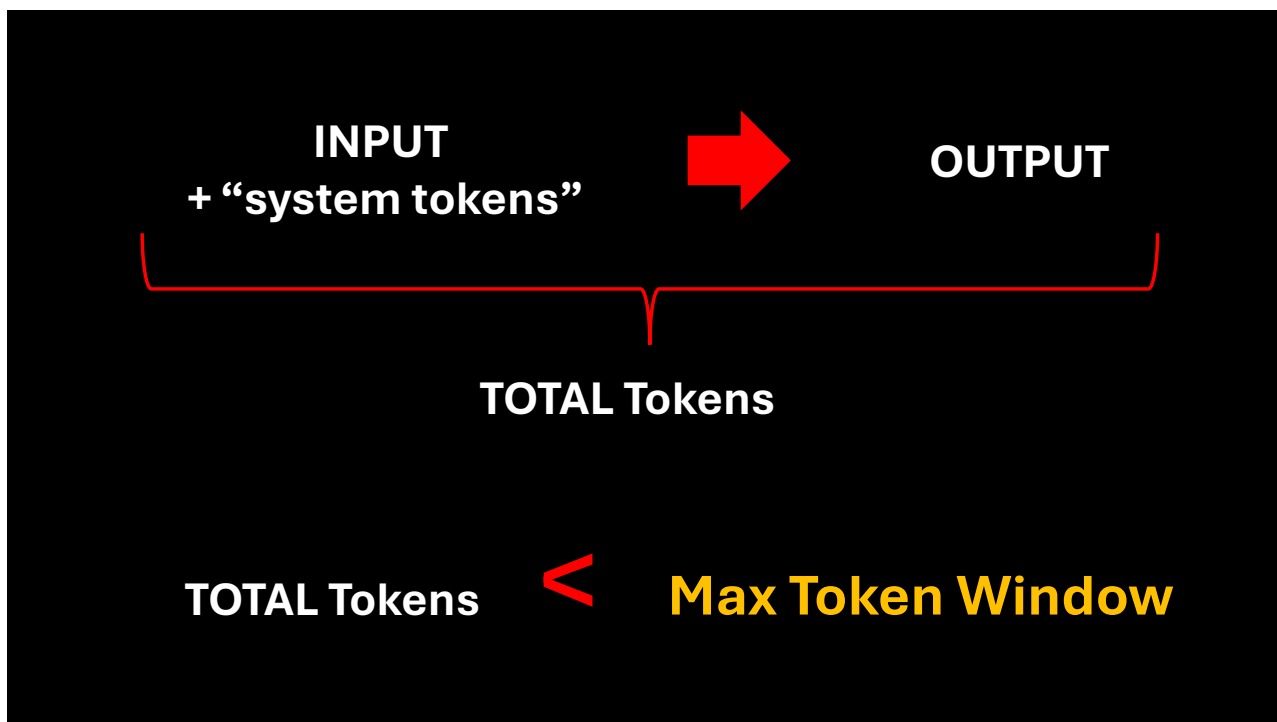 INPUT
+ “system tokens”
OUTPUT
TOTAL Tokens
TOTAL Tokens < Max Token Window